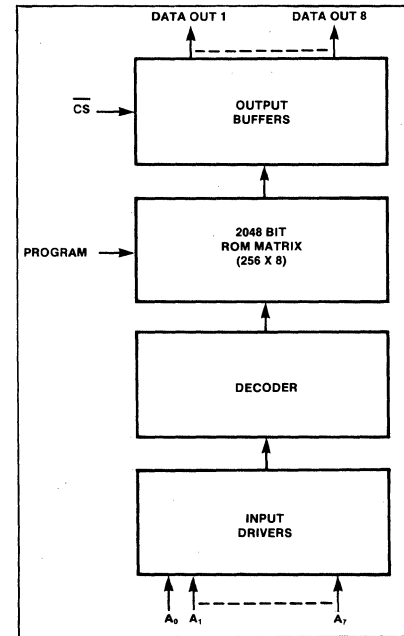 DATA OUT 1 DATA OUT 8
OUTPUT
BUFFERS
C̅S̅
2048 BIT
ROM MATRIX
(256 X 8)
PROGRAM
DECODER
INPUT
DRIVERS
A₀ A₁ A₇